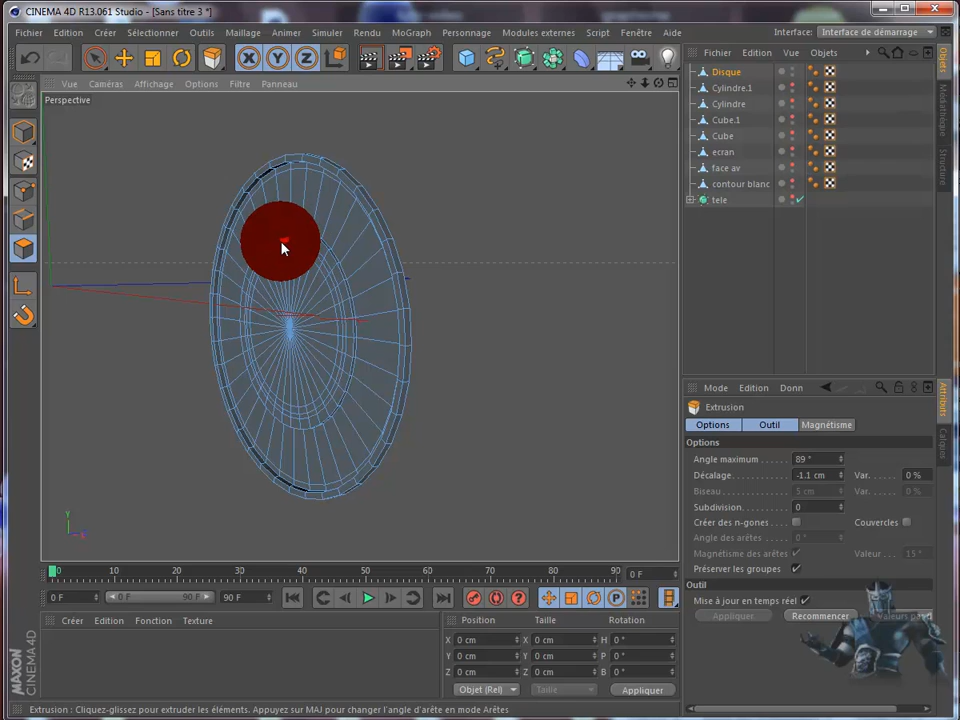 CINEMA 4D R13.061 Studio - [Sans titre 3 *]
Fichier Edition Créer Sélectionner Outils Maillage Animer Simuler Rendu MoGraph Personnage Modules externes Script Fenêtre Aide Interface: Interface de démarrage
X Y Z
Fichier Edition Vue Objets
Vue Caméras Affichage Options Filtre Panneau
Perspective
Disque
Cylindre.1
Cylindre
Cube.1
Cube
ecran
face av
contour blanc
tele
Objets
Médiathèque
Structure
Mode Edition Donn
Extrusion
Options Outil Magnétisme
Options
Angle maximum 89 °
Décalage -1.1 cm Var. 0 %
Biseau 5 cm Var. 0 %
Subdivision 0
Créer des n-gones Couvercles
Angle des arêtes 0 °
Magnétisme des arêtes Valeur 15 °
Préserver les groupes
Outil
Mise à jour en temps réel
Appliquer Recommencer
Attributs
Calques
Y
0 10 20 30 40 50 60 70 80 90 0 F
0 F 0 F 90 F 90 F
Créer Edition Fonction Texture
Position Taille Rotation
X 0 cm X 0 cm H 0 °
Y 0 cm Y 0 cm P 0 °
Z 0 cm Z 0 cm B 0 °
Objet (Rel) Taille Appliquer
MAXON
CINEMA 4D
Extrusion : Cliquez-glissez pour extruder les éléments. Appuyez sur MAJ pour changer l'angle d'arête en mode Arêtes